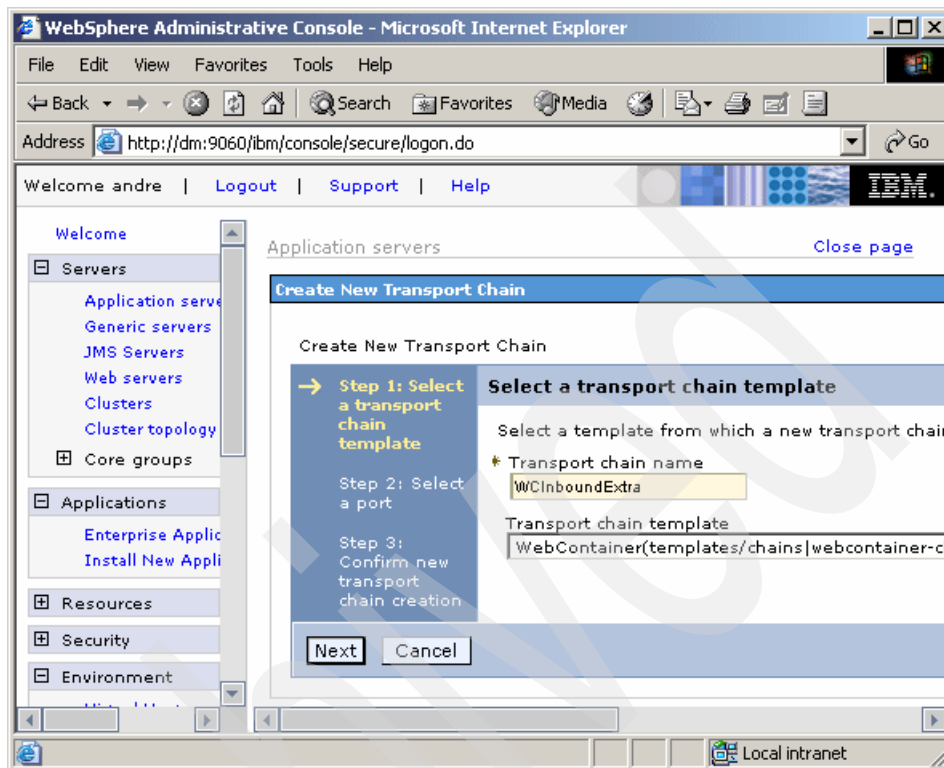 WebSphere Administrative Console - Microsoft Internet Explorer
File Edit View Favorites Tools Help
Back Search Favorites Media
Address http://dm:9060/ibm/console/secure/logon.do Go
Welcome andre | Logout | Support | Help IBM.
Welcome
Servers
Application serve
Generic servers
JMS Servers
Web servers
Clusters
Cluster topology
Core groups
Applications
Enterprise Applic
Install New Appli
Resources
Security
Environment
Application servers Close page
Create New Transport Chain
Create New Transport Chain
Step 1: Select
a transport
chain
template
Step 2: Select
a port
Step 3:
Confirm new
transport
chain creation
Select a transport chain template
Select a template from which a new transport chain
* Transport chain name
WCInboundExtra
Transport chain template
WebContainer(templates/chains|webcontainer-c
Next Cancel
Local intranet